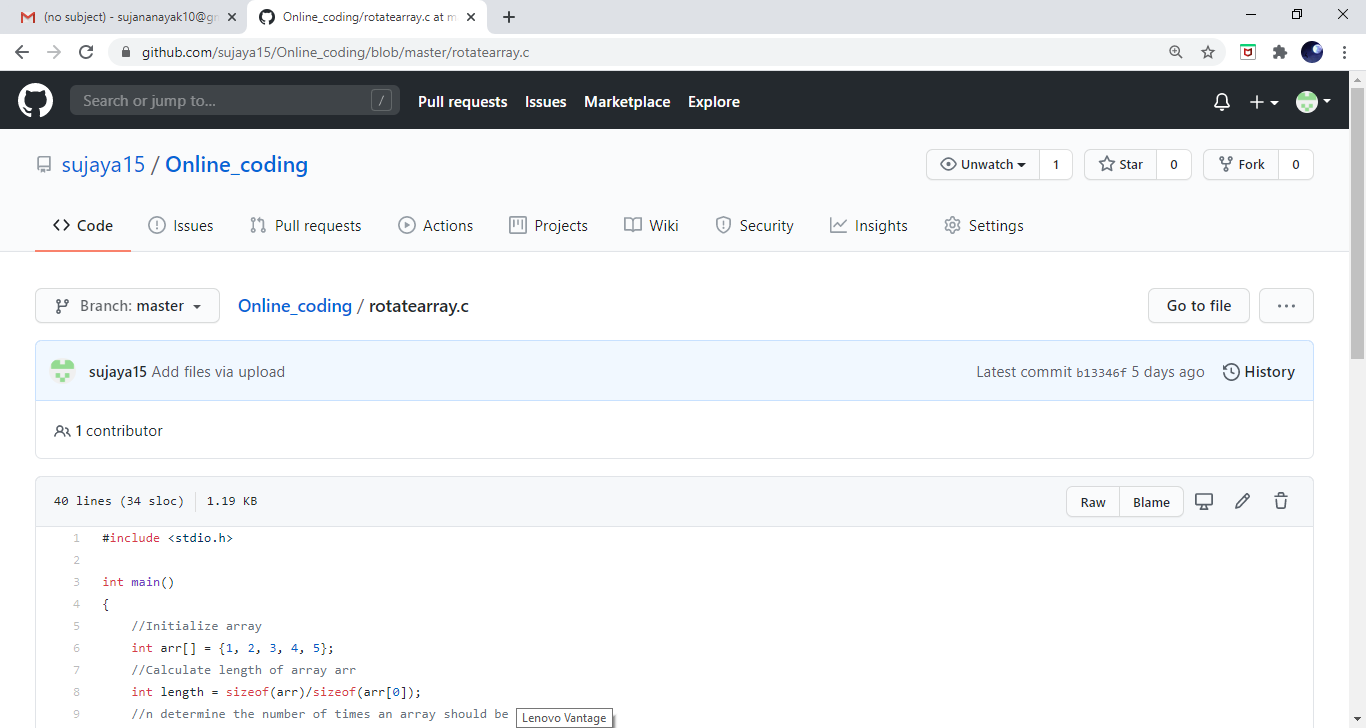 (no subject) - sujananayak10@gm
Online_coding/rotatearray.c at m
github.com/sujaya15/Online_coding/blob/master/rotatearray.c
Search or jump to... /
Pull requests Issues Marketplace Explore
sujaya15 / Online_coding
Unwatch 1 Star 0 Fork 0
Code Issues Pull requests Actions Projects Wiki Security Insights Settings
Branch: master Online_coding / rotatearray.c Go to file
sujaya15 Add files via upload Latest commit b13346f 5 days ago History
1 contributor
40 lines (34 sloc) 1.19 KB Raw Blame
1 #include <stdio.h>
2
3 int main()
4 {
5 //Initialize array
6 int arr[] = {1, 2, 3, 4, 5};
7 //Calculate length of array arr
8 int length = sizeof(arr)/sizeof(arr[0]);
9 //n determine the number of times an array should be
Lenovo Vantage